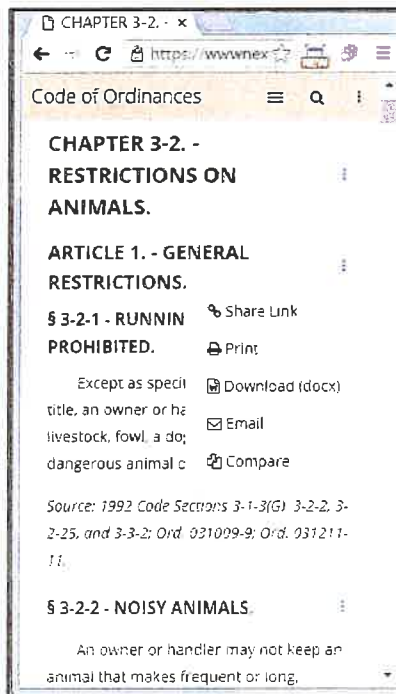 CHAPTER 3-2. - ×
https://wwwnex
Code of Ordinances
CHAPTER 3-2. -
RESTRICTIONS ON
ANIMALS.
ARTICLE 1. - GENERAL
RESTRICTIONS.
§ 3-2-1 - RUNNIN
PROHIBITED.
Share Link
Print
Download (docx)
Email
Compare
Except as specif
title, an owner or ha
livestock, fowl, a dog
dangerous animal o
Source: 1992 Code Sections 3-1-3(G), 3-2-2, 3-
2-25, and 3-3-2; Ord. 031009-9; Ord. 031211-
11.
§ 3-2-2 - NOISY ANIMALS.
An owner or handler may not keep an
animal that makes frequent or long,